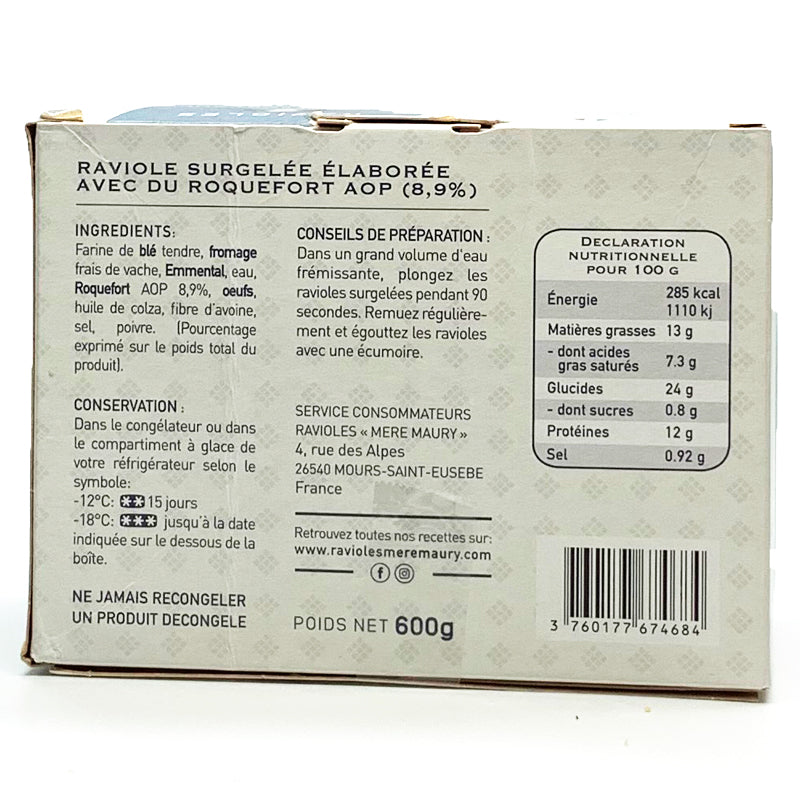 RAVIOLE SURGELÉE ÉLABORÉE
AVEC DU ROQUEFORT AOP (8,9%)
INGREDIENTS:
Farine de blé tendre, fromage
frais de vache, Emmental, eau,
Roquefort AOP 8,9%, oeufs,
huile de colza, fibre d'avoine,
sel, poivre. (Pourcentage
exprimé sur le poids total du
produit).
CONSERVATION :
Dans le congélateur ou dans
le compartiment à glace de
votre réfrigérateur selon le
symbole:
-12°C: ** 15 jours
-18°C: *** jusqu'à la date
indiquée sur le dessous de la
boîte.
NE JAMAIS RECONGELER
UN PRODUIT DECONGELE
CONSEILS DE PRÉPARATION :
Dans un grand volume d'eau
frémissante, plongez les
ravioles surgelées pendant 90
secondes. Remuez régulière-
ment et égouttez les ravioles
avec une écumoire.
SERVICE CONSOMMATEURS
RAVIOLES « MERE MAURY »
4, rue des Alpes
26540 MOURS-SAINT-EUSEBE
France
Retrouvez toutes nos recettes sur:
www.raviolesmeremaury.com
POIDS NET 600g
DECLARATION
NUTRITIONNELLE
POUR 100 G
Énergie 285 kcal
1110 kj
Matières grasses 13 g
- dont acides
gras saturés 7.3 g
Glucides 24 g
- dont sucres 0.8 g
Protéines 12 g
Sel 0.92 g
3 760177 674684